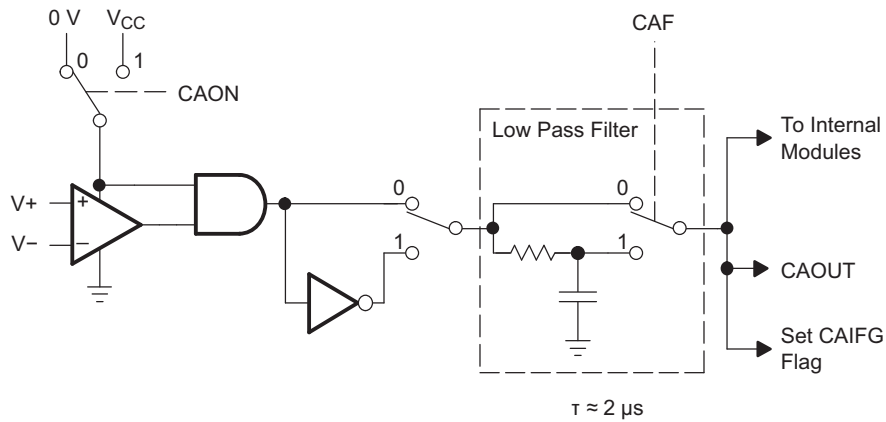 0 V
VCC
CAF
0
1
CAON
Low Pass Filter
To Internal
Modules
0
0
V+
+
V−
−
1
1
CAOUT
Set CAIFG
Flag
τ ≈ 2 μs